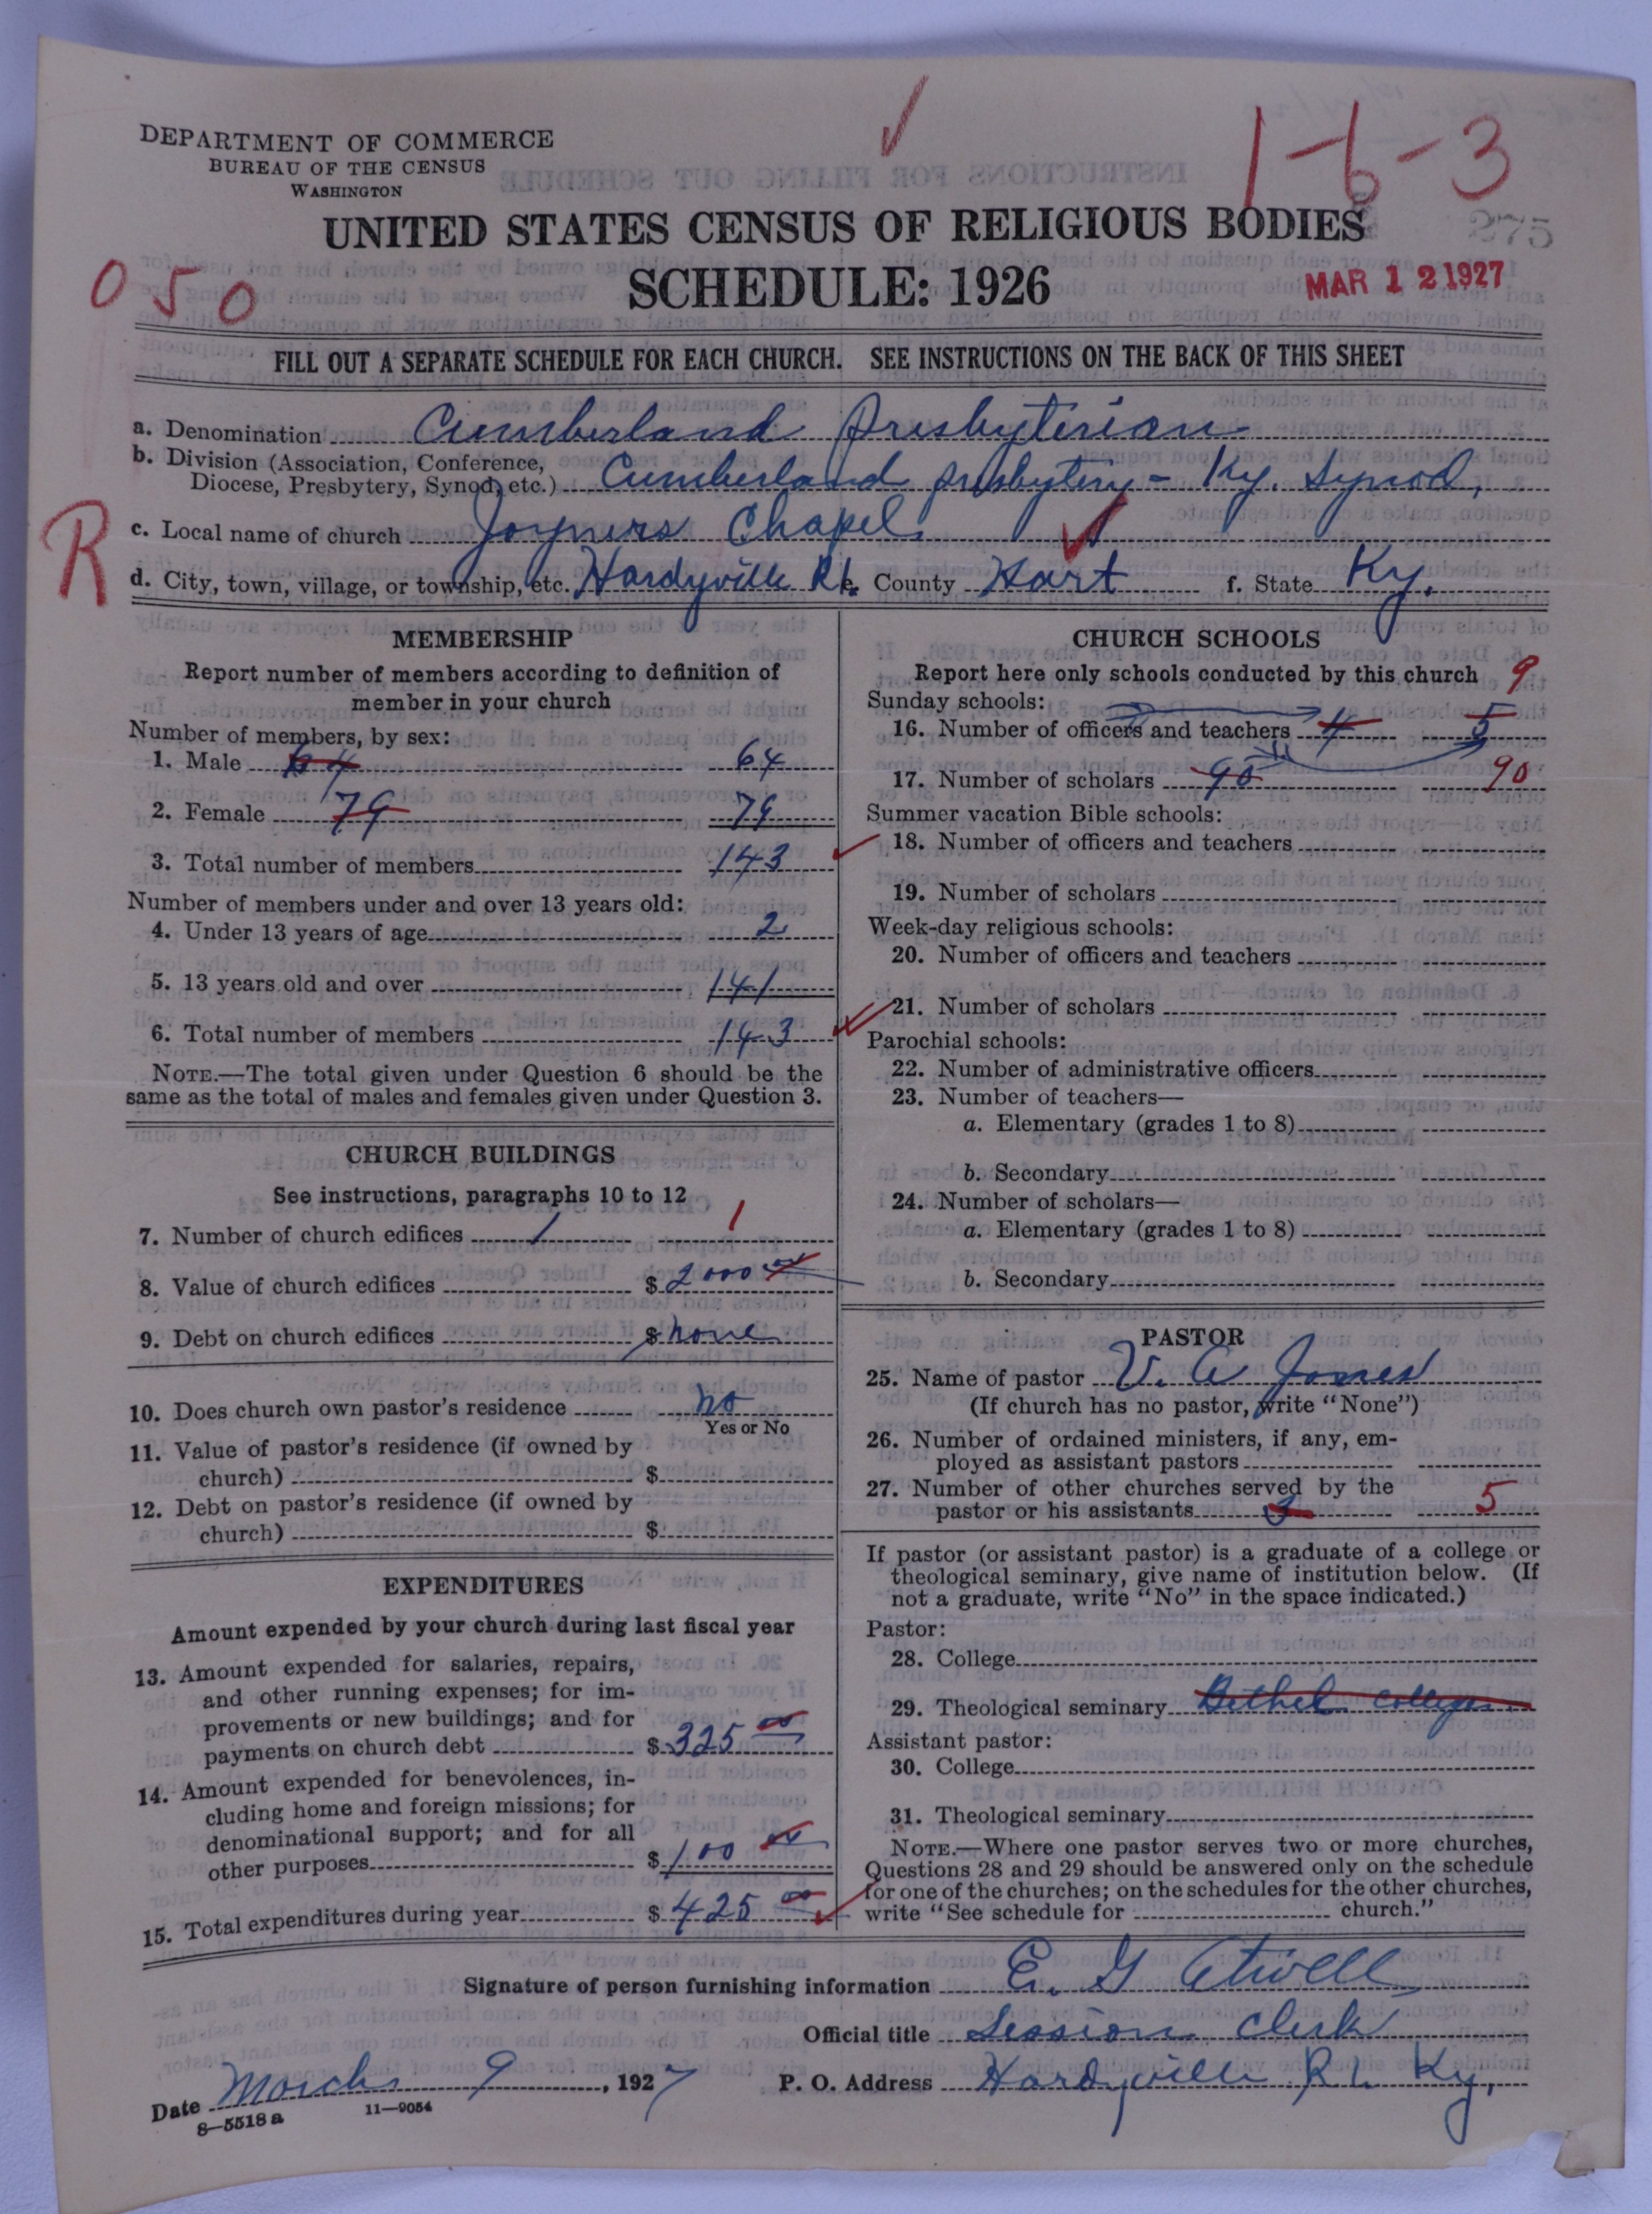 DEPARTMENT OF COMMERCE
BUREAU OF THE CENSUS
WASHINGTON
1-6-3
UNITED STATES CENSUS OF RELIGIOUS BODIES
275
SCHEDULE: 1926
MAR 12 1927
050
FILL OUT A SEPARATE SCHEDULE FOR EACH CHURCH. SEE INSTRUCTIONS ON THE BACK OF THIS SHEET
a. Denomination Cumberland Presbyterian
b. Division (Association, Conference,
Diocese, Presbytery, Synod, etc.) Cumberland presbytery - Ky. Synod.
R
c. Local name of church Joyners Chapel
d. City, town, village, or township, etc. Hardyville R1 e. County Hart f. State Ky.
MEMBERSHIP
Report number of members according to definition of
member in your church
Number of members, by sex:
1. Male 64 64
2. Female 79 79
3. Total number of members 143
Number of members under and over 13 years old:
4. Under 13 years of age 2
5. 13 years old and over 141
6. Total number of members 143
NOTE.—The total given under Question 6 should be the
same as the total of males and females given under Question 3.
CHURCH BUILDINGS
See instructions, paragraphs 10 to 12
7. Number of church edifices 1 1
8. Value of church edifices $ 2000 00
9. Debt on church edifices $ none
10. Does church own pastor's residence no
Yes or No
11. Value of pastor's residence (if owned by
church) $
12. Debt on pastor's residence (if owned by
church) $
EXPENDITURES
Amount expended by your church during last fiscal year
13. Amount expended for salaries, repairs,
and other running expenses; for im-
provements or new buildings; and for
payments on church debt $ 325 00
14. Amount expended for benevolences, in-
cluding home and foreign missions; for
denominational support; and for all
other purposes $ 100 00
15. Total expenditures during year $ 425 00
CHURCH SCHOOLS
Report here only schools conducted by this church 9
Sunday schools:
16. Number of officers and teachers 4 5
17. Number of scholars 90 90
Summer vacation Bible schools:
18. Number of officers and teachers
19. Number of scholars
Week-day religious schools:
20. Number of officers and teachers
21. Number of scholars
Parochial schools:
22. Number of administrative officers
23. Number of teachers—
a. Elementary (grades 1 to 8)
b. Secondary
24. Number of scholars—
a. Elementary (grades 1 to 8)
b. Secondary
PASTOR
25. Name of pastor V. A Jones
(If church has no pastor, write "None")
26. Number of ordained ministers, if any, em-
ployed as assistant pastors
27. Number of other churches served by the
pastor or his assistants 3 5
If pastor (or assistant pastor) is a graduate of a college or
theological seminary, give name of institution below. (If
not a graduate, write "No" in the space indicated.)
Pastor:
28. College
29. Theological seminary Bethel college
Assistant pastor:
30. College
31. Theological seminary
NOTE.—Where one pastor serves two or more churches,
Questions 28 and 29 should be answered only on the schedule
for one of the churches; on the schedules for the other churches,
write "See schedule for church."
Signature of person furnishing information E. G Atwell
Official title Session Clerk
Date March 9, 1927 P. O. Address Hardyville R1. Ky.
8-5518 a 11-9054